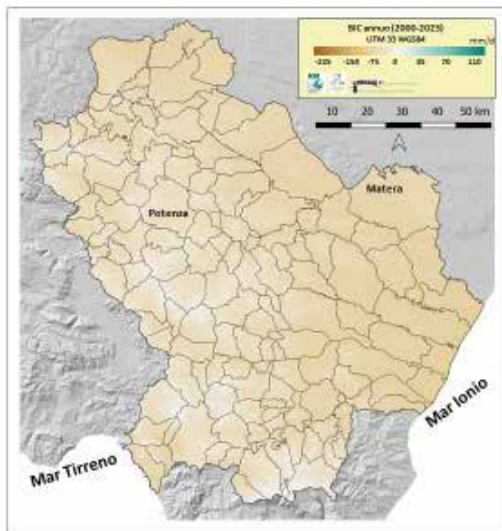 BIC annuo (2000-2023)
UTM 33 WGS84
mm/d
-225 -150 -75 0 35 70 110
10 20 30 40 50 km
Matera
Potenza
Mar Ionio
Mar Tirreno